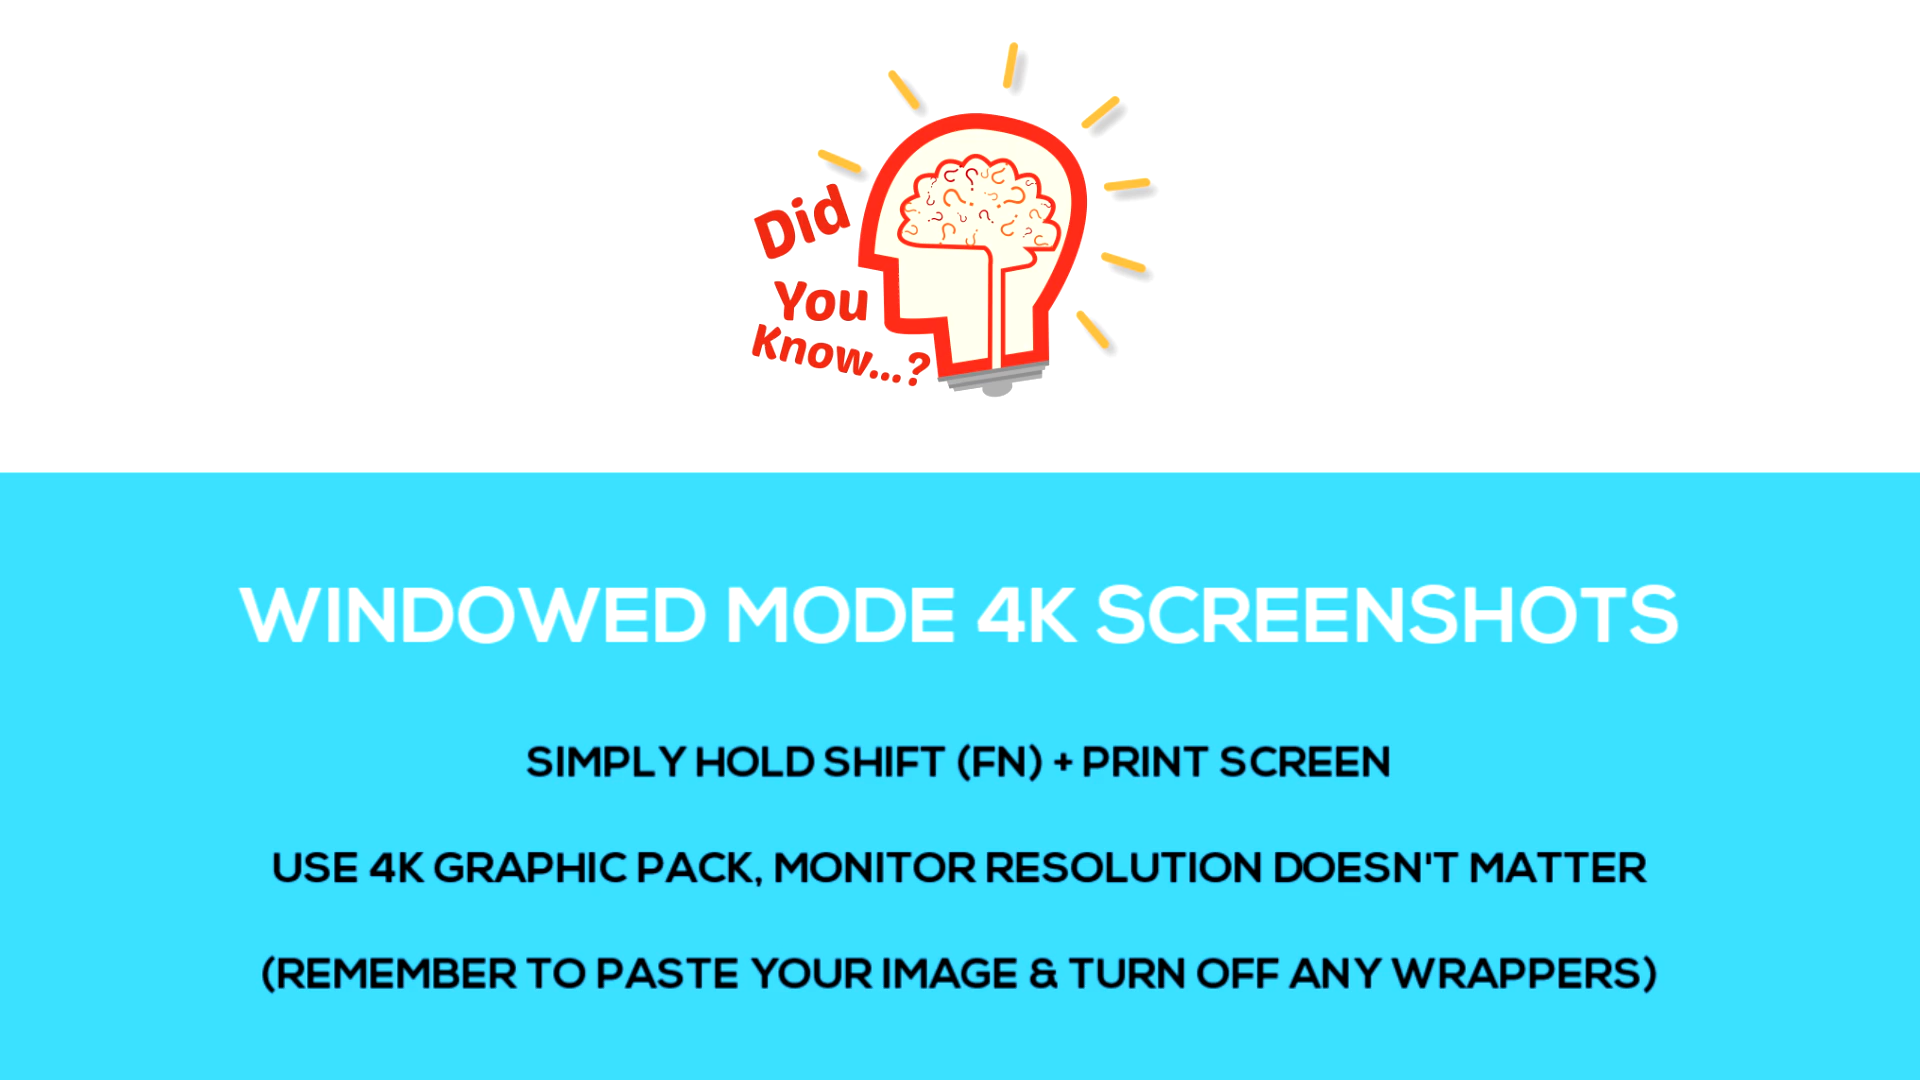 Did
You
Know...?
WINDOWED MODE 4K SCREENSHOTS
SIMPLY HOLD SHIFT (FN) + PRINT SCREEN
USE 4K GRAPHIC PACK, MONITOR RESOLUTION DOESN'T MATTER
(REMEMBER TO PASTE YOUR IMAGE & TURN OFF ANY WRAPPERS)